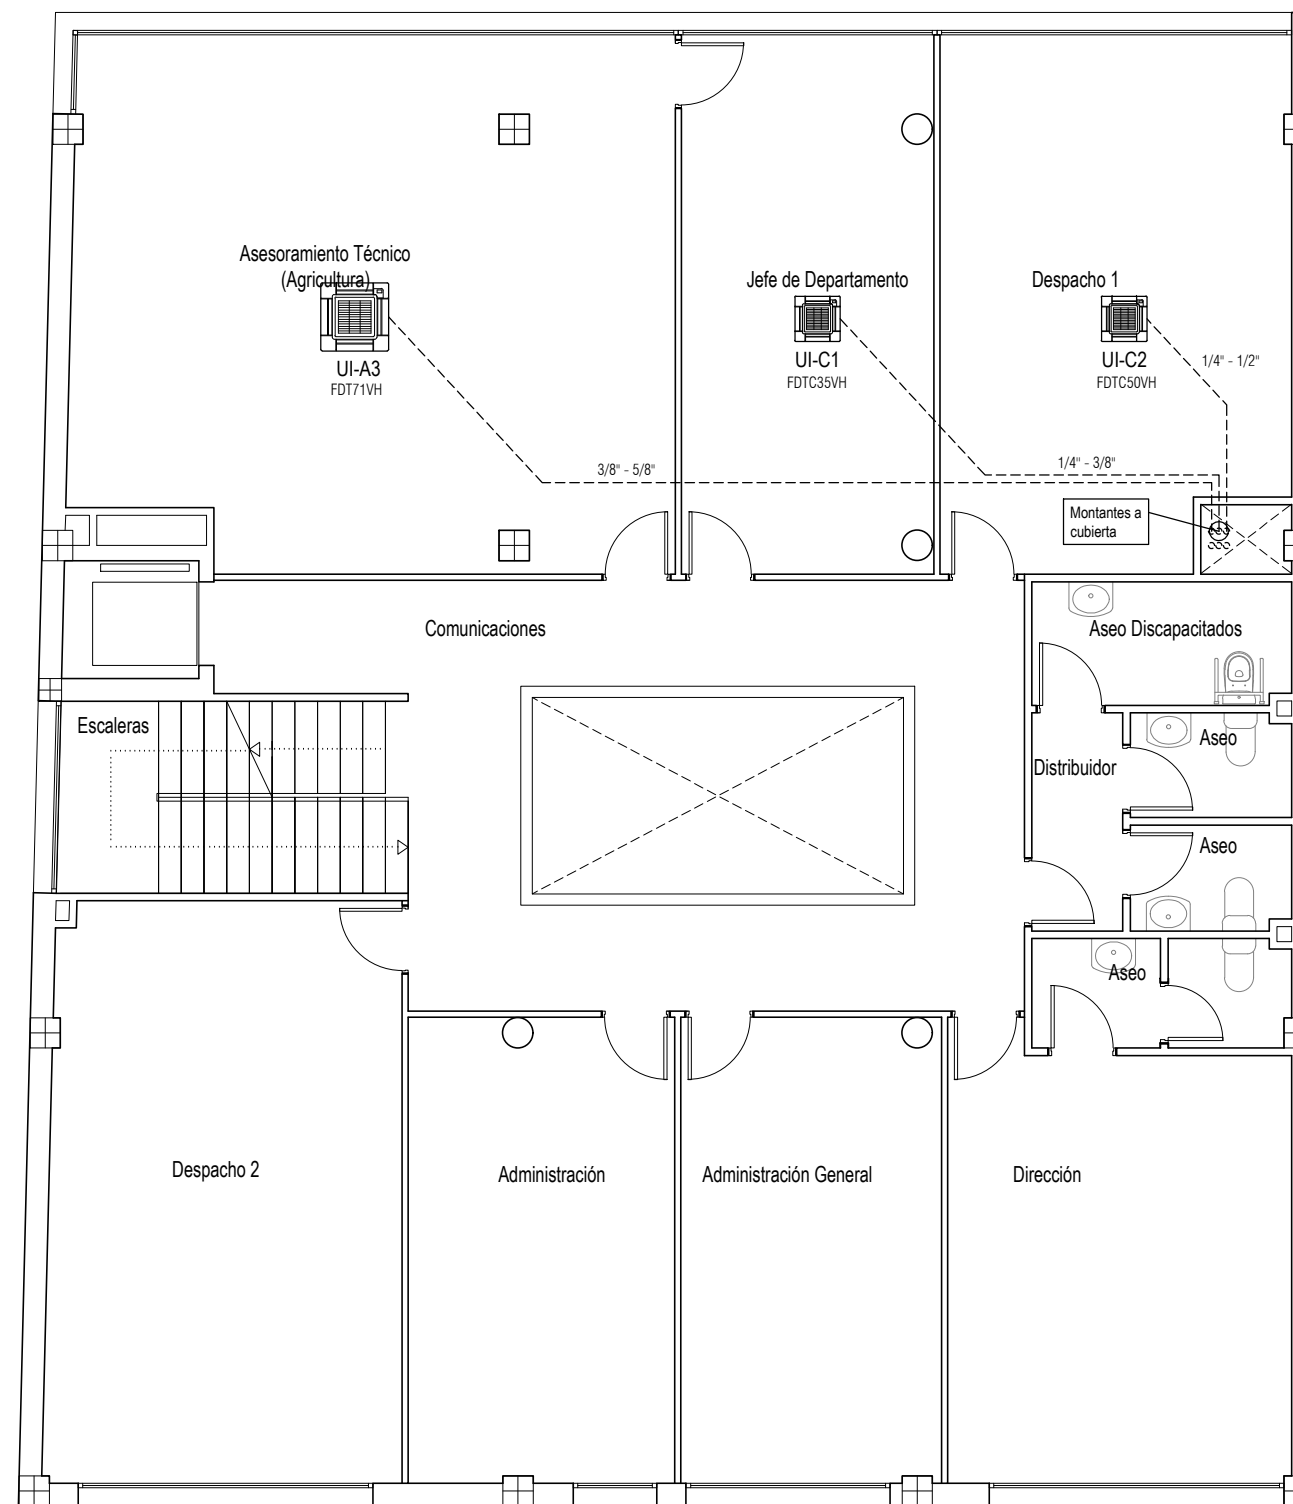 Asesoramiento Técnico
(Agricultura)
Jefe de Departamento
Despacho 1
UI-A3
FDT71VH
UI-C1
FDTC35VH
UI-C2
FDTC50VH
1/4" - 1/2"
3/8" - 5/8"
1/4" - 3/8"
Montantes a
cubierta
Comunicaciones
Aseo Discapacitados
Escaleras
Aseo
Distribuidor
Aseo
Aseo
Despacho 2
Administración
Administración General
Dirección